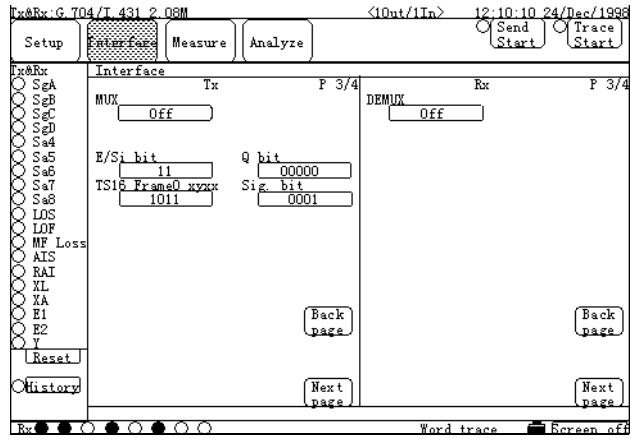 Tx&Rx:G.704/I.431 2.08M <1Out/1In> 12:10:10 24/Dec/1998
Setup Interface Measure Analyze Send Start Trace Start
Tx&Rx
SgA
SgB
SgC
SgD
Sa4
Sa5
Sa6
Sa7
Sa8
LOS
LOF
MF Loss
AIS
RAI
XL
XA
E1
E2
Y
Reset
History
Interface
Tx P 3/4
MUX
Off
E/Si bit Q bit
11 00000
TS16 Frame0 xyxx Sig. bit
1011 0001
Back page
Next page
Rx P 3/4
DEMUX
Off
Back page
Next page
Rx Word trace Screen off